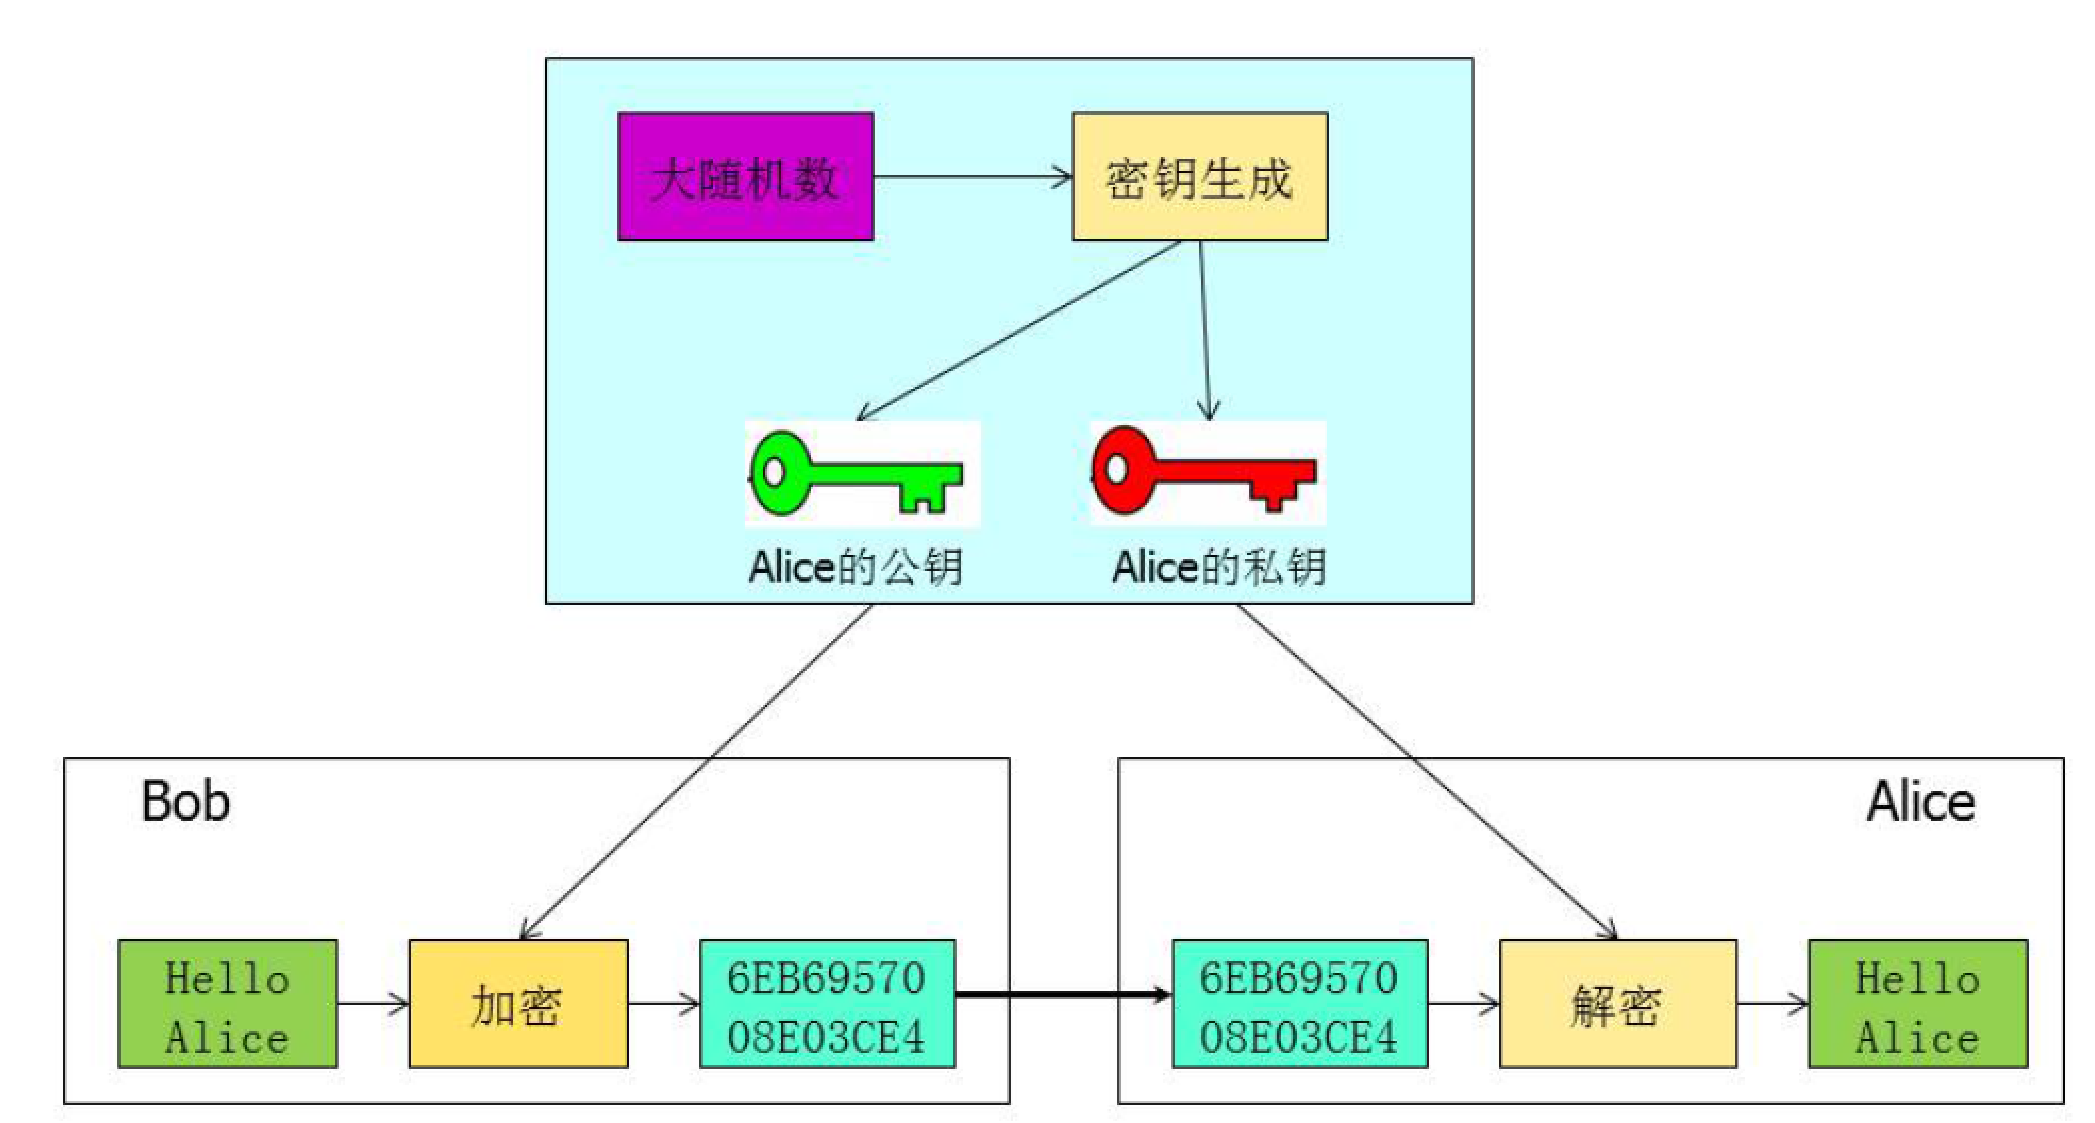 大随机数
密钥生成
Alice的公钥
Alice的私钥
Bob
Hello
Alice
加密
6EB69570
08E03CE4
Alice
6EB69570
08E03CE4
解密
Hello
Alice